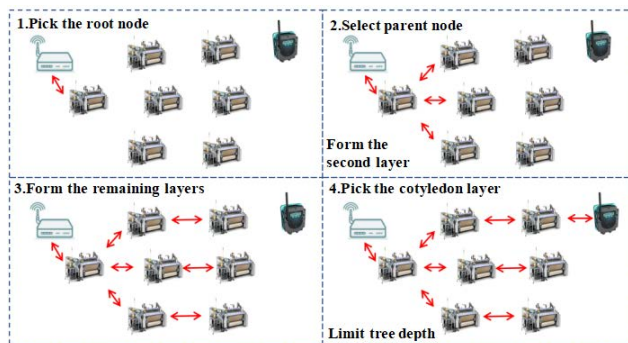 1.Pick the root node
2.Select parent node
Form the
second layer
3.Form the remaining layers
4.Pick the cotyledon layer
Limit tree depth